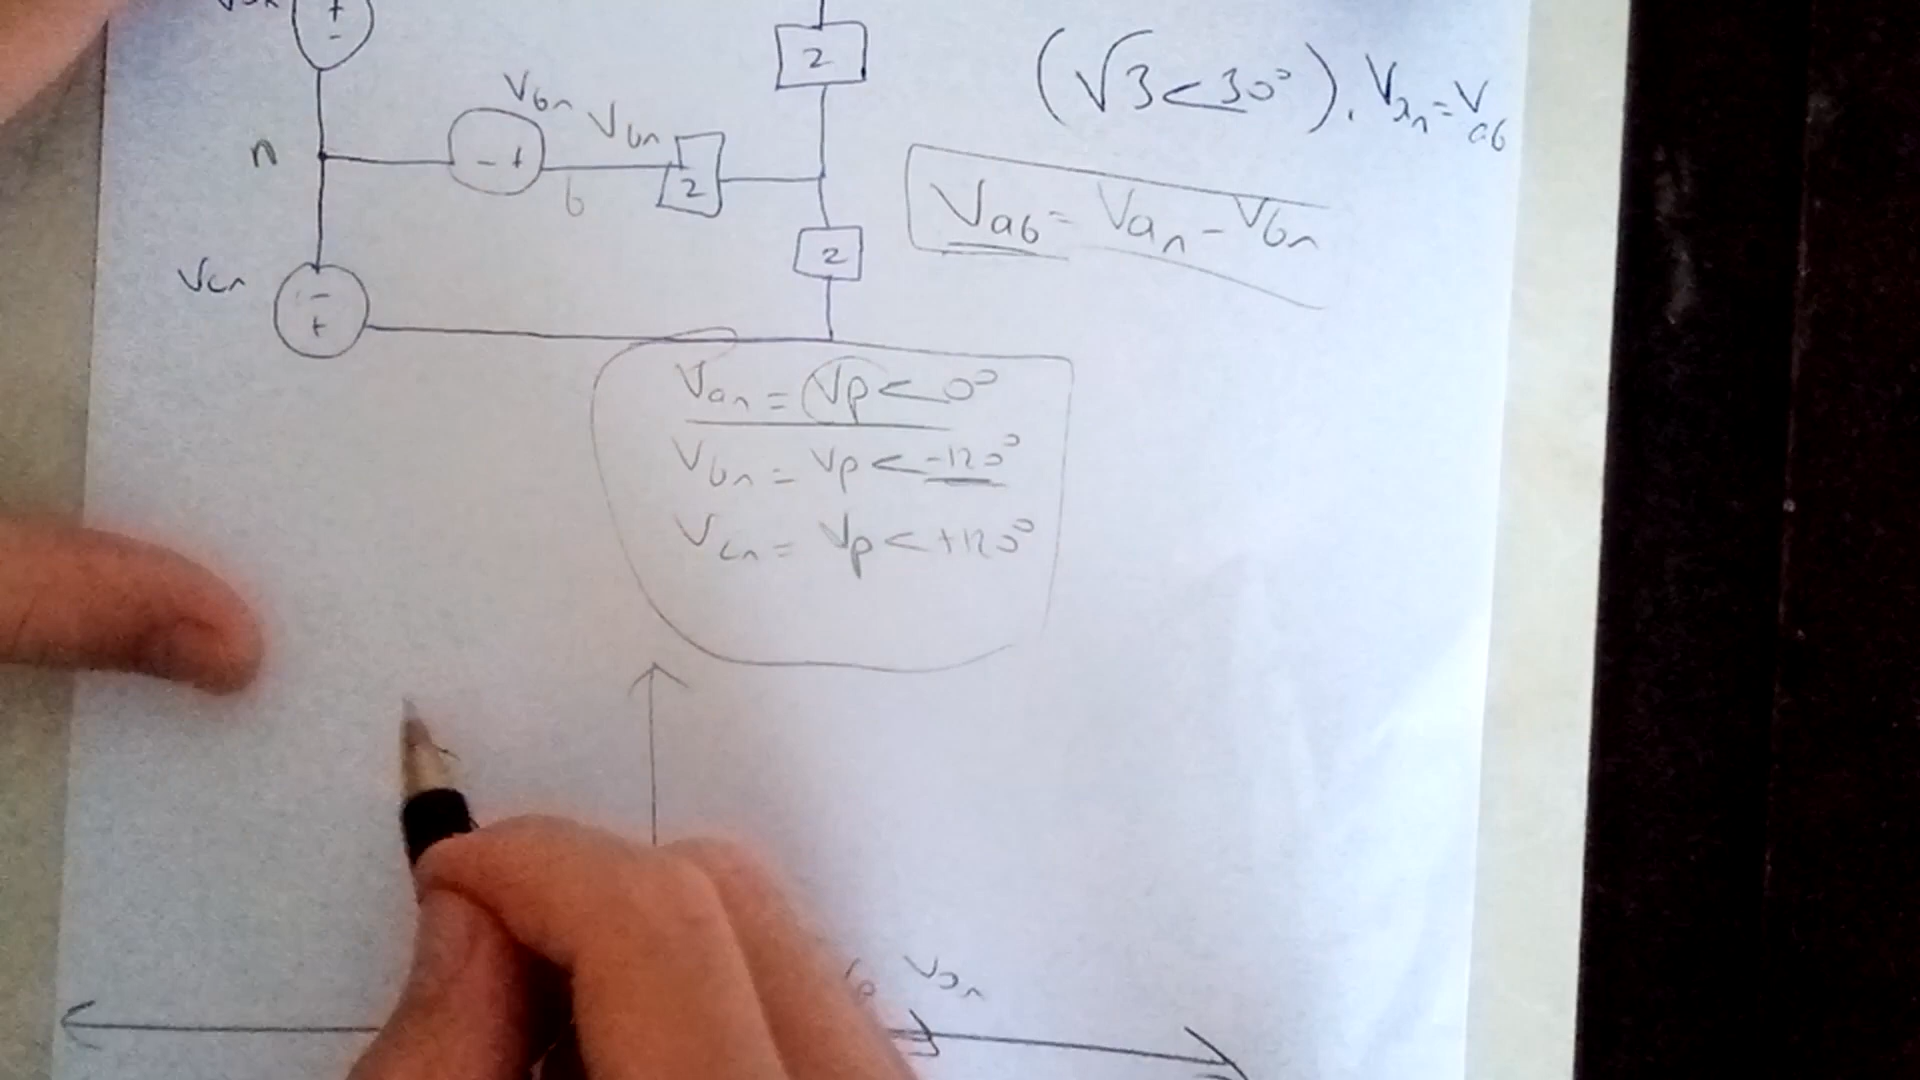 +
-
2
(√3<30°).Van=Vab
Vbn
Vbn
n
- +
b
2
Vab=Van-Vbn
2
Vcn
-
+
Van=Vp<0°
Vbn=Vp<-120°
Vcn=Vp<+120°
Van